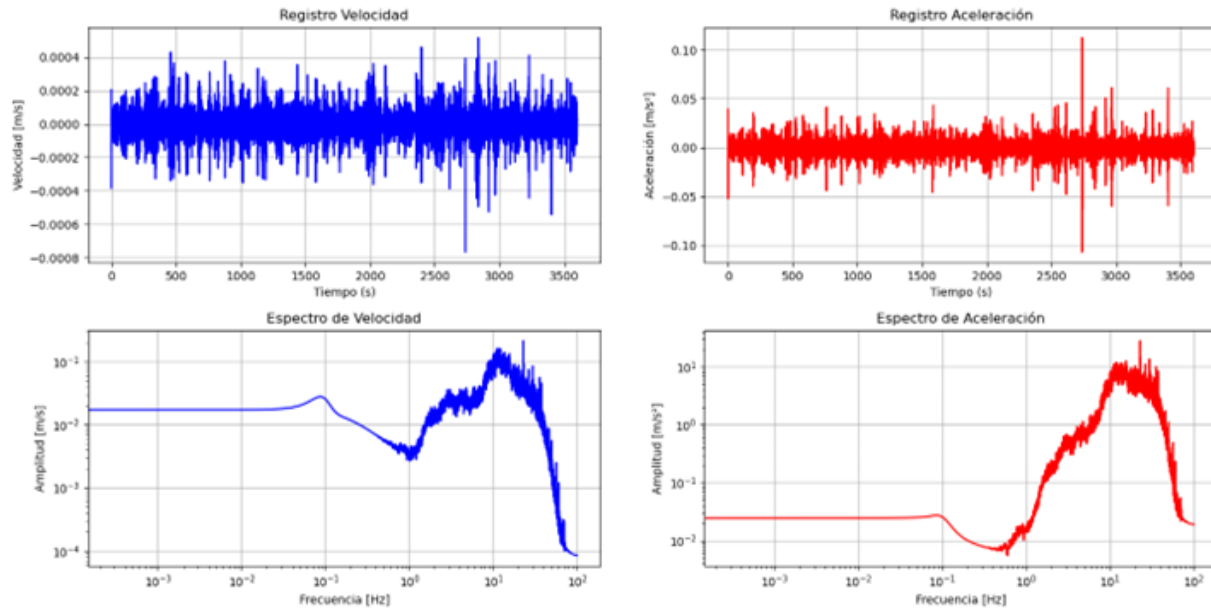 Registro Velocidad
Velocidad [m/s]
0.0004
0.0002
0.0000
−0.0002
−0.0004
−0.0006
−0.0008
0 500 1000 1500 2000 2500 3000 3500
Tiempo (s)
Registro Aceleración
Aceleración [m/s²]
0.10
0.05
0.00
−0.05
−0.10
0 500 1000 1500 2000 2500 3000 3500
Tiempo (s)
Espectro de Velocidad
Amplitud [m/s]
10⁻¹
10⁻²
10⁻³
10⁻⁴
10⁻³ 10⁻² 10⁻¹ 10⁰ 10¹ 10²
Frecuencia [Hz]
Espectro de Aceleración
Amplitud [m/s²]
10¹
10⁰
10⁻¹
10⁻²
10⁻³ 10⁻² 10⁻¹ 10⁰ 10¹ 10²
Frecuencia [Hz]